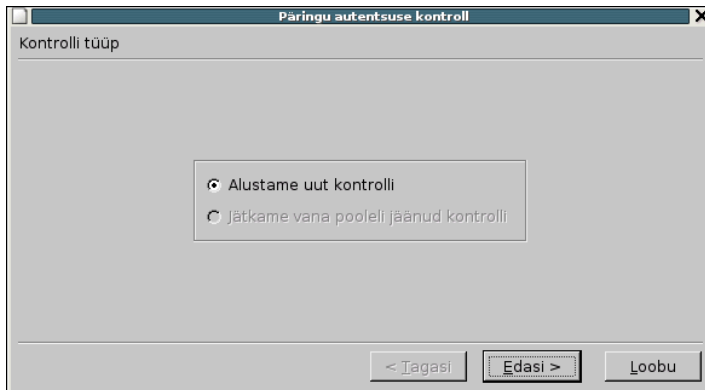 Päringu autentsuse kontroll
Kontrolli tüüp
Alustame uut kontrolli
Jätkame vana pooleli jäänud kontrolli
< Tagasi
Edasi >
Loobu